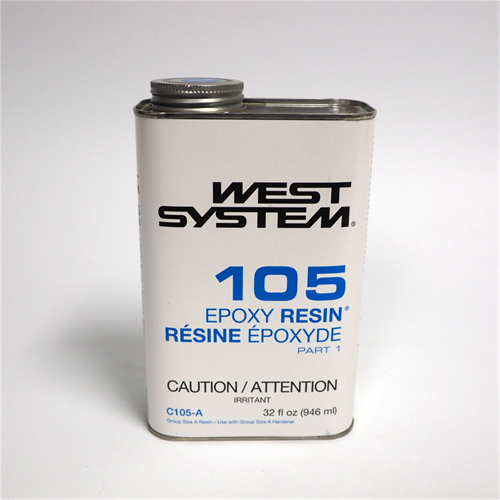 WEST
SYSTEM®
105
EPOXY RESIN®
RÉSINE ÉPOXYDE
PART 1
CAUTION / ATTENTION
IRRITANT
C105-A 32 fl oz (946 ml)
Group Size A Resin—Use with Group Size A Hardener